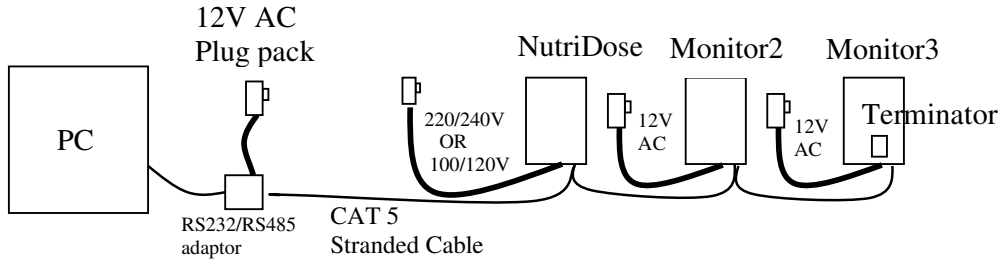 12V AC
Plug pack
NutriDose
Monitor2
Monitor3
PC
220/240V
OR
100/120V
12V
AC
12V
AC
Terminator
RS232/RS485
adaptor
CAT 5
Stranded Cable